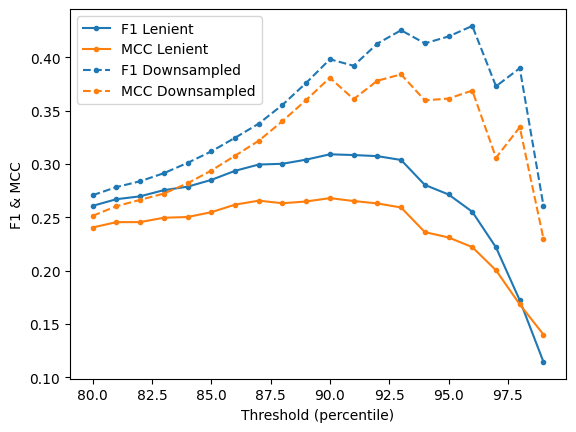 F1 Lenient
MCC Lenient
F1 Downsampled
MCC Downsampled
0.40
0.35
0.30
0.25
0.20
0.15
0.10
F1 & MCC
80.0 82.5 85.0 87.5 90.0 92.5 95.0 97.5
Threshold (percentile)